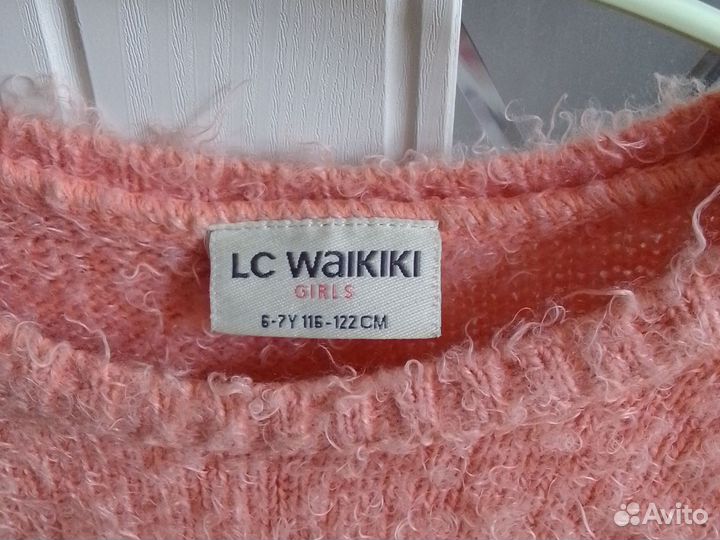 LC WaiKiKi
GIRLS
6-7Y 116-122 CM
Avito